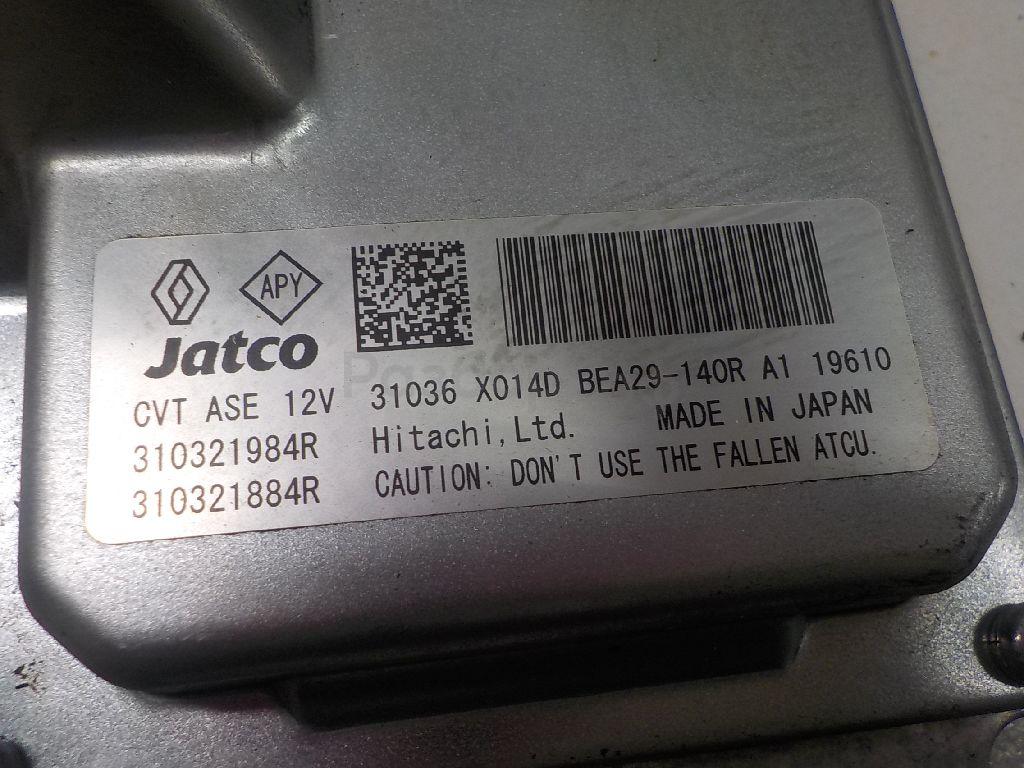 APY
Jatco
CVT ASE 12V
310321984R
310321884R
31036 X014D BEA29-140R A1 19610
Hitachi,Ltd. MADE IN JAPAN
CAUTION: DON'T USE THE FALLEN ATCU.